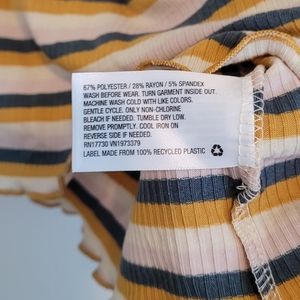 67% POLYESTER / 28% RAYON / 5% SPANDEX
WASH BEFORE WEAR. TURN GARMENT INSIDE OUT.
MACHINE WASH COLD WITH LIKE COLORS.
GENTLE CYCLE. ONLY NON-CHLORINE
BLEACH IF NEEDED. TUMBLE DRY LOW.
REMOVE PROMPTLY. COOL IRON ON
REVERSE SIDE IF NEEDED.
RN17730 VN1973379
LABEL MADE FROM 100% RECYCLED PLASTIC